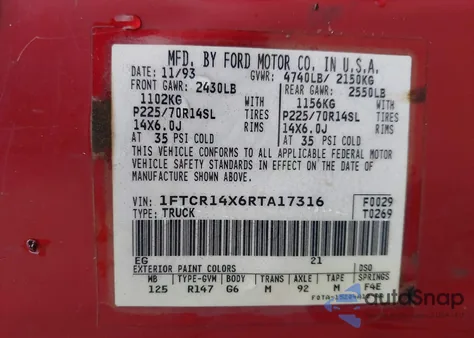 MFD. BY FORD MOTOR CO. IN U.S.A.
DATE: 11/93 GVWR: 4740LB/ 2150KG
FRONT GAWR: 2430LB REAR GAWR: 2550LB
1102KG WITH 1156KG WITH
P225/70R14SL TIRES P225/70R14SL TIRES
14X6.0J RIMS 14X6.0J RIMS
AT 35 PSI COLD AT 35 PSI COLD
THIS VEHICLE CONFORMS TO ALL APPLICABLE FEDERAL MOTOR
VEHICLE SAFETY STANDARDS IN EFFECT ON THE DATE OF
MANUFACTURE SHOWN ABOVE.
VIN: 1FTCR14X6RTA17316 F0029
TYPE: TRUCK T0269
EG 21
EXTERIOR PAINT COLORS DSO
WB TYPE-GVM BODY TRANS AXLE TAPE SPRINGS
125 R147 G6 M 92 M F4E
autoSnap